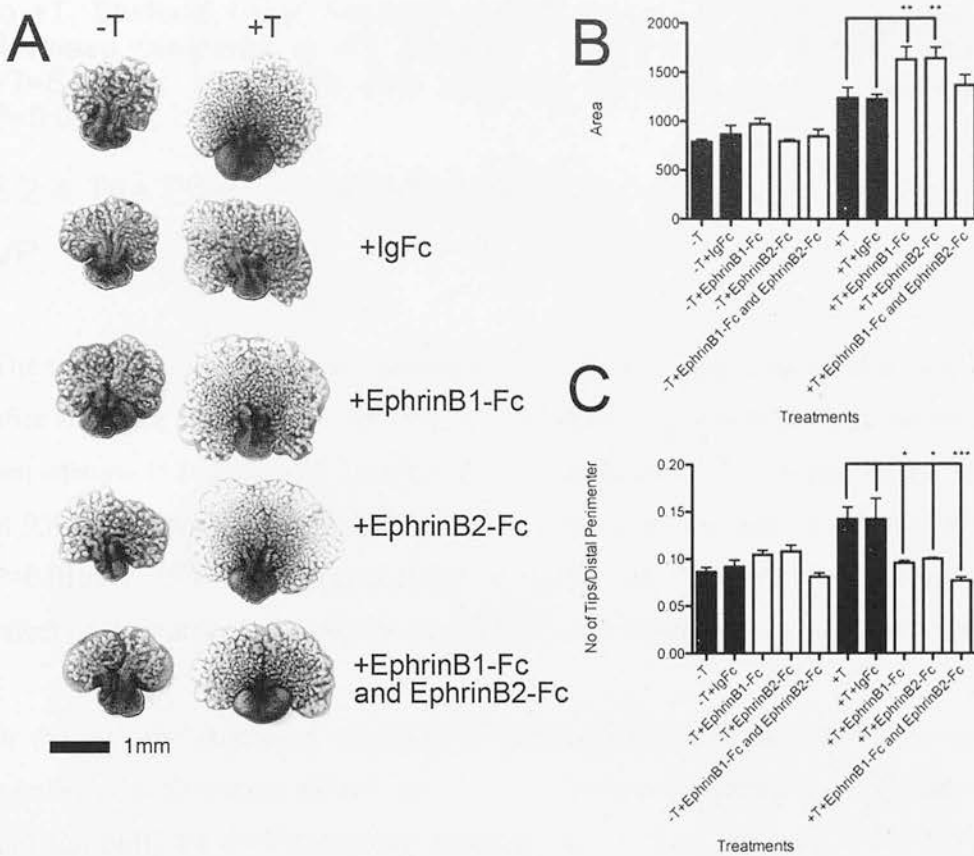 A
-T
+T
+IgFc
+EphrinB1-Fc
+EphrinB2-Fc
+EphrinB1-Fc
and EphrinB2-Fc
1mm
B
**
**
2000
1500
1000
500
0
Area
-T
-T+IgFc
-T+EphrinB1-Fc
-T+EphrinB2-Fc
-T+EphrinB1-Fc and EphrinB2-Fc
+T
+T+IgFc
+T+EphrinB1-Fc
+T+EphrinB2-Fc
+T+EphrinB1-Fc and EphrinB2-Fc
Treatments
C
*
*
***
0.20
0.15
0.10
0.05
0.00
No of Tips/Distal Perimenter
-T
-T+IgFc
-T+EphrinB1-Fc
-T+EphrinB2-Fc
-T+EphrinB1-Fc and EphrinB2-Fc
+T
+T+IgFc
+T+EphrinB1-Fc
+T+EphrinB2-Fc
+T+EphrinB1-Fc and EphrinB2-Fc
Treatments